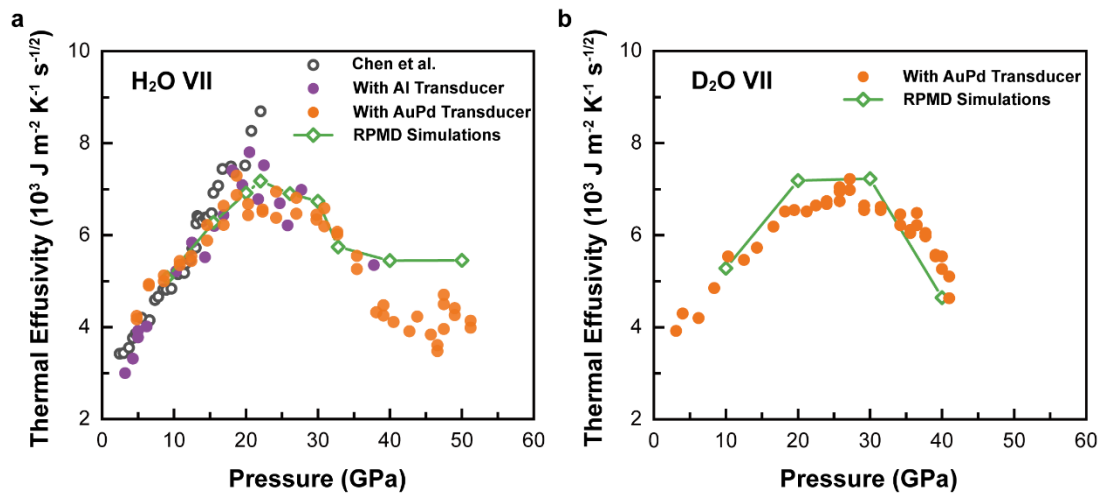 a
H₂O VII
Chen et al.
With Al Transducer
With AuPd Transducer
RPMD Simulations
10
8
6
4
2
0
10
20
30
40
50
60
Thermal Effusivity (10³ J m⁻² K⁻¹ s⁻¹/²)
Pressure (GPa)
b
D₂O VII
With AuPd Transducer
RPMD Simulations
10
8
6
4
2
0
10
20
30
40
50
60
Thermal Effusivity (10³ J m⁻² K⁻¹ s⁻¹/²)
Pressure (GPa)